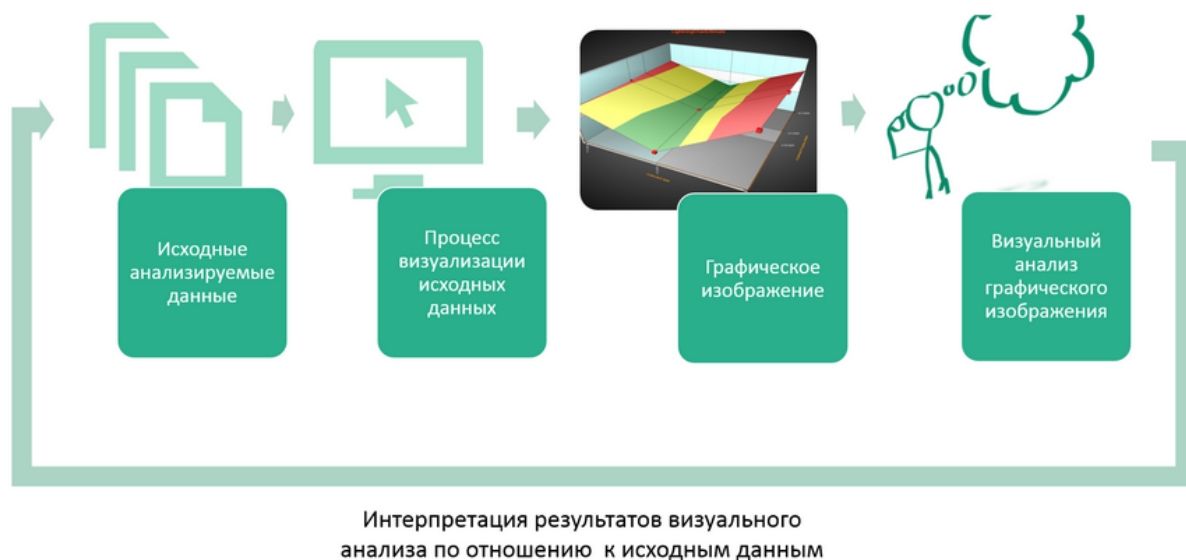 Исходные
анализируемые
данные
Процесс
визуализации
исходных
данных
Графическое
изображение
Визуальный
анализ
графического
изображения
Интерпретация результатов визуального
анализа по отношению к исходным данным